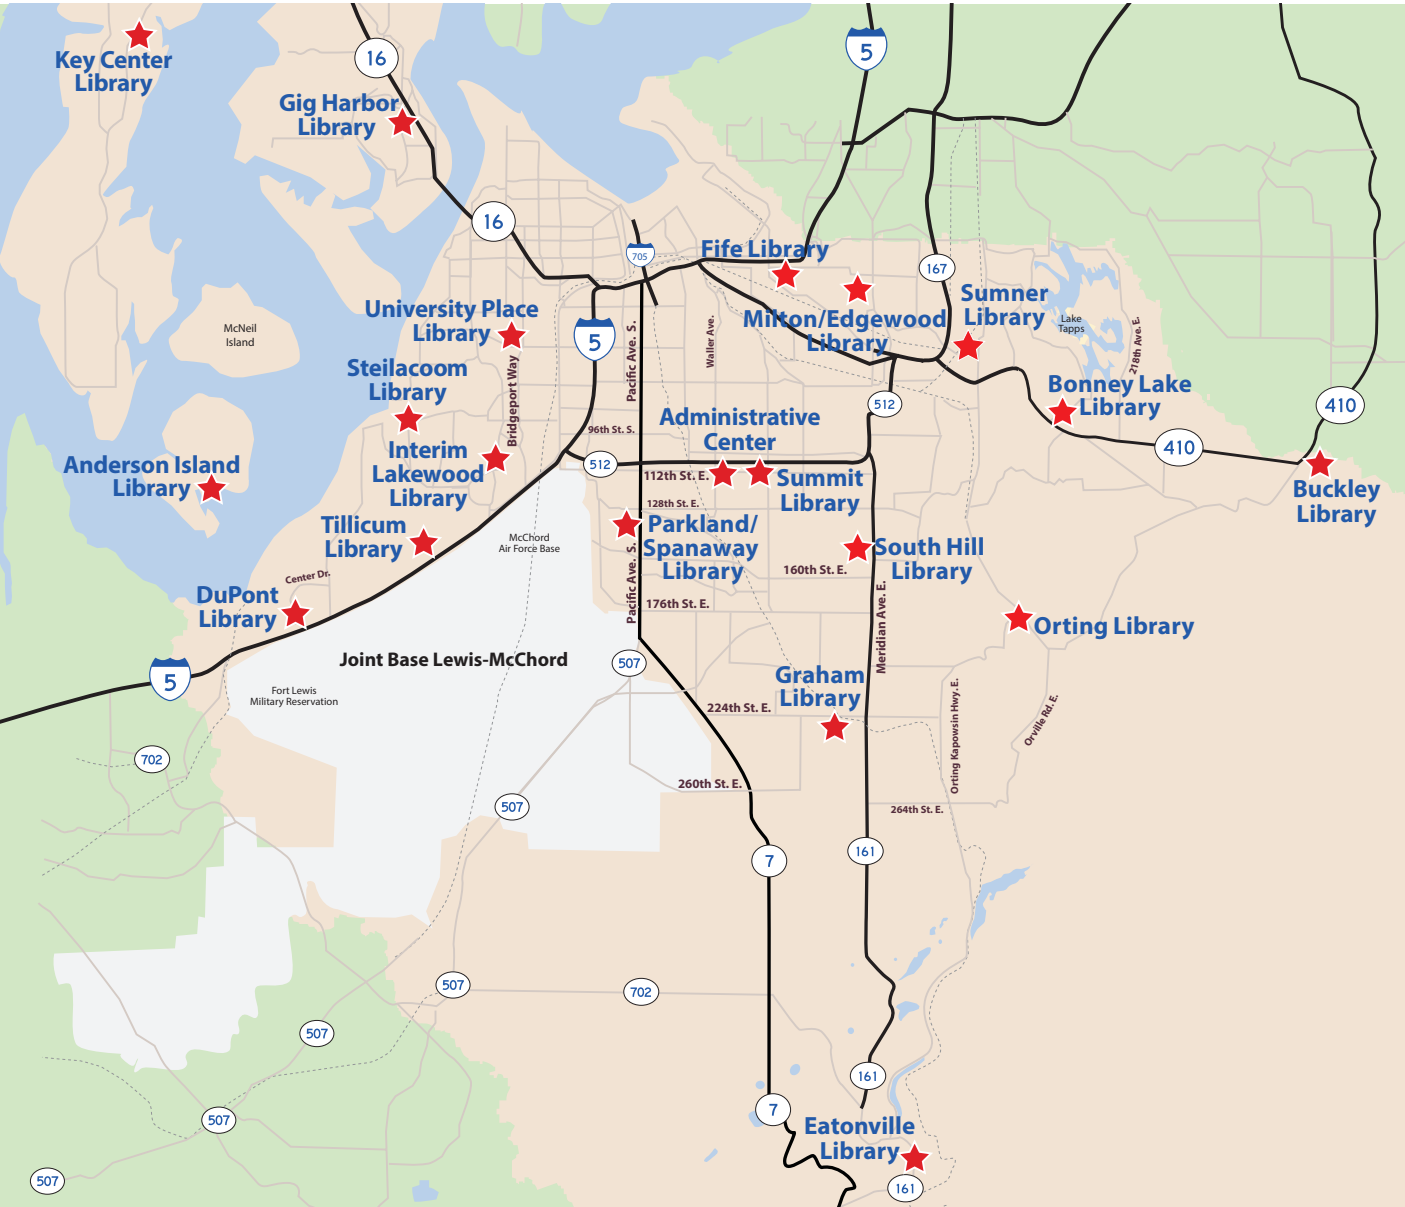 Key Center
Library
16
5
Gig Harbor
Library
16
705
Fife Library
167
Sumner
Library
Lake
Tapps
218th Ave. E.
Milton/Edgewood
Library
University Place
Library
McNeil
Island
5
Pacific Ave. S.
Waller Ave.
Bridgeport Way
Steilacoom
Library
512
Bonney Lake
Library
410
410
Administrative
Center
96th St. S.
Interim
Lakewood
Library
512
112th St. E.
Summit
Library
Buckley
Library
Anderson Island
Library
128th St. E.
Tillicum
Library
McChord
Air Force Base
Parkland/
Spanaway
Library
Pacific Ave. S.
South Hill
Library
160th St. E.
Center Dr.
DuPont
Library
176th St. E.
Meridian Ave. E.
Orting Library
Joint Base Lewis-McChord
507
5
Fort Lewis
Military Reservation
Graham
Library
224th St. E.
Orting Kapowsin Hwy. E.
Orville Rd. E.
702
260th St. E.
507
264th St. E.
7
161
507
702
507
161
7
507
Eatonville
Library
507
161